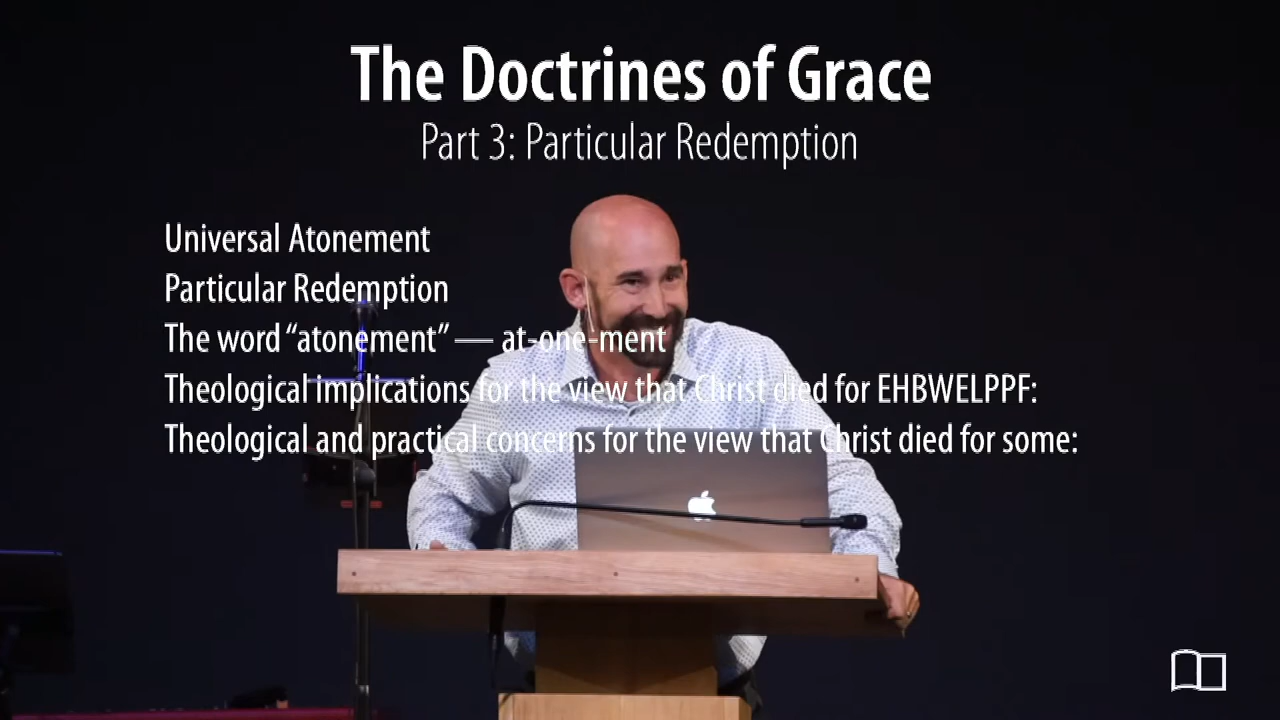 The Doctrines of Grace
Part 3: Particular Redemption
Universal Atonement
Particular Redemption
The word “atonement” — at-one-ment
Theological implications for the view that Christ died for EHBWELPPF:
Theological and practical concerns for the view that Christ died for some: